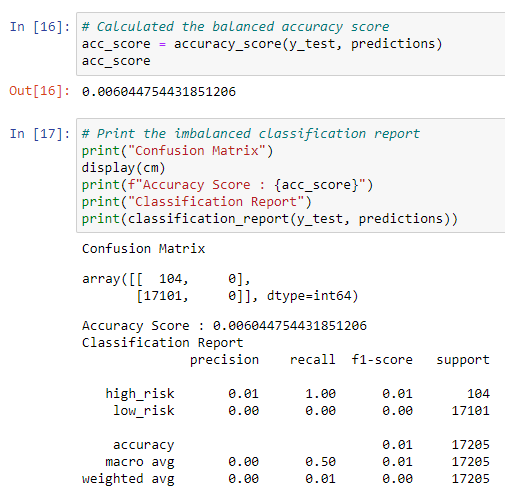 In [16]: # Calculated the balanced accuracy score
acc_score = accuracy_score(y_test, predictions)
acc_score
Out[16]: 0.006044754431851206
In [17]: # Print the imbalanced classification report
print("Confusion Matrix")
display(cm)
print(f"Accuracy Score : {acc_score}")
print("Classification Report")
print(classification_report(y_test, predictions))
Confusion Matrix
array([[ 104, 0],
[17101, 0]], dtype=int64)
Accuracy Score : 0.006044754431851206
Classification Report
precision recall f1-score support
high_risk 0.01 1.00 0.01 104
low_risk 0.00 0.00 0.00 17101
accuracy 0.01 17205
macro avg 0.00 0.50 0.01 17205
weighted avg 0.00 0.01 0.00 17205